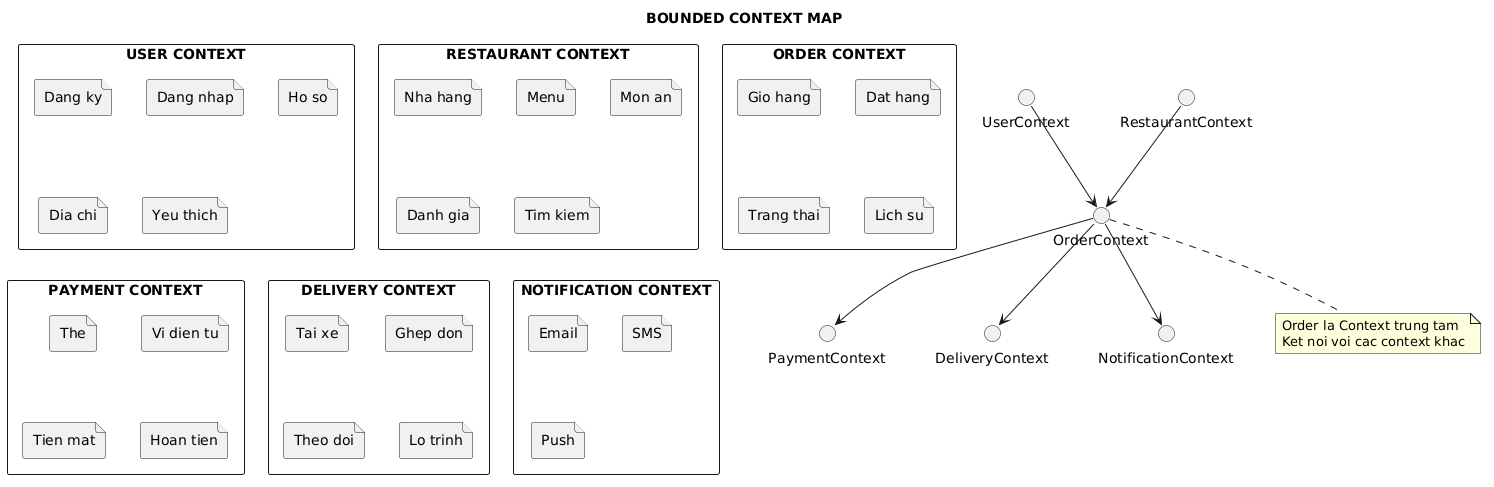 BOUNDED CONTEXT MAP
USER CONTEXT
Dang ky
Dang nhap
Ho so
Dia chi
Yeu thich
RESTAURANT CONTEXT
Nha hang
Menu
Mon an
Danh gia
Tim kiem
ORDER CONTEXT
Gio hang
Dat hang
Trang thai
Lich su
UserContext
RestaurantContext
OrderContext
PAYMENT CONTEXT
The
Vi dien tu
Tien mat
Hoan tien
DELIVERY CONTEXT
Tai xe
Ghep don
Theo doi
Lo trinh
NOTIFICATION CONTEXT
Email
SMS
Push
PaymentContext
DeliveryContext
NotificationContext
Order la Context trung tam
Ket noi voi cac context khac